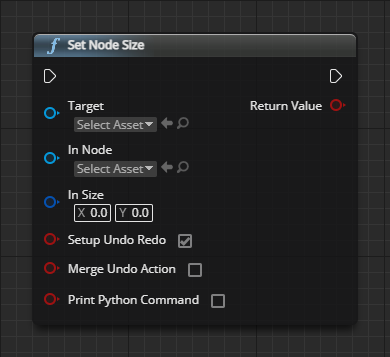 Set Node Size
Target
Return Value
Select Asset
In Node
Select Asset
In Size
X 0.0 Y 0.0
Setup Undo Redo
Merge Undo Action
Print Python Command